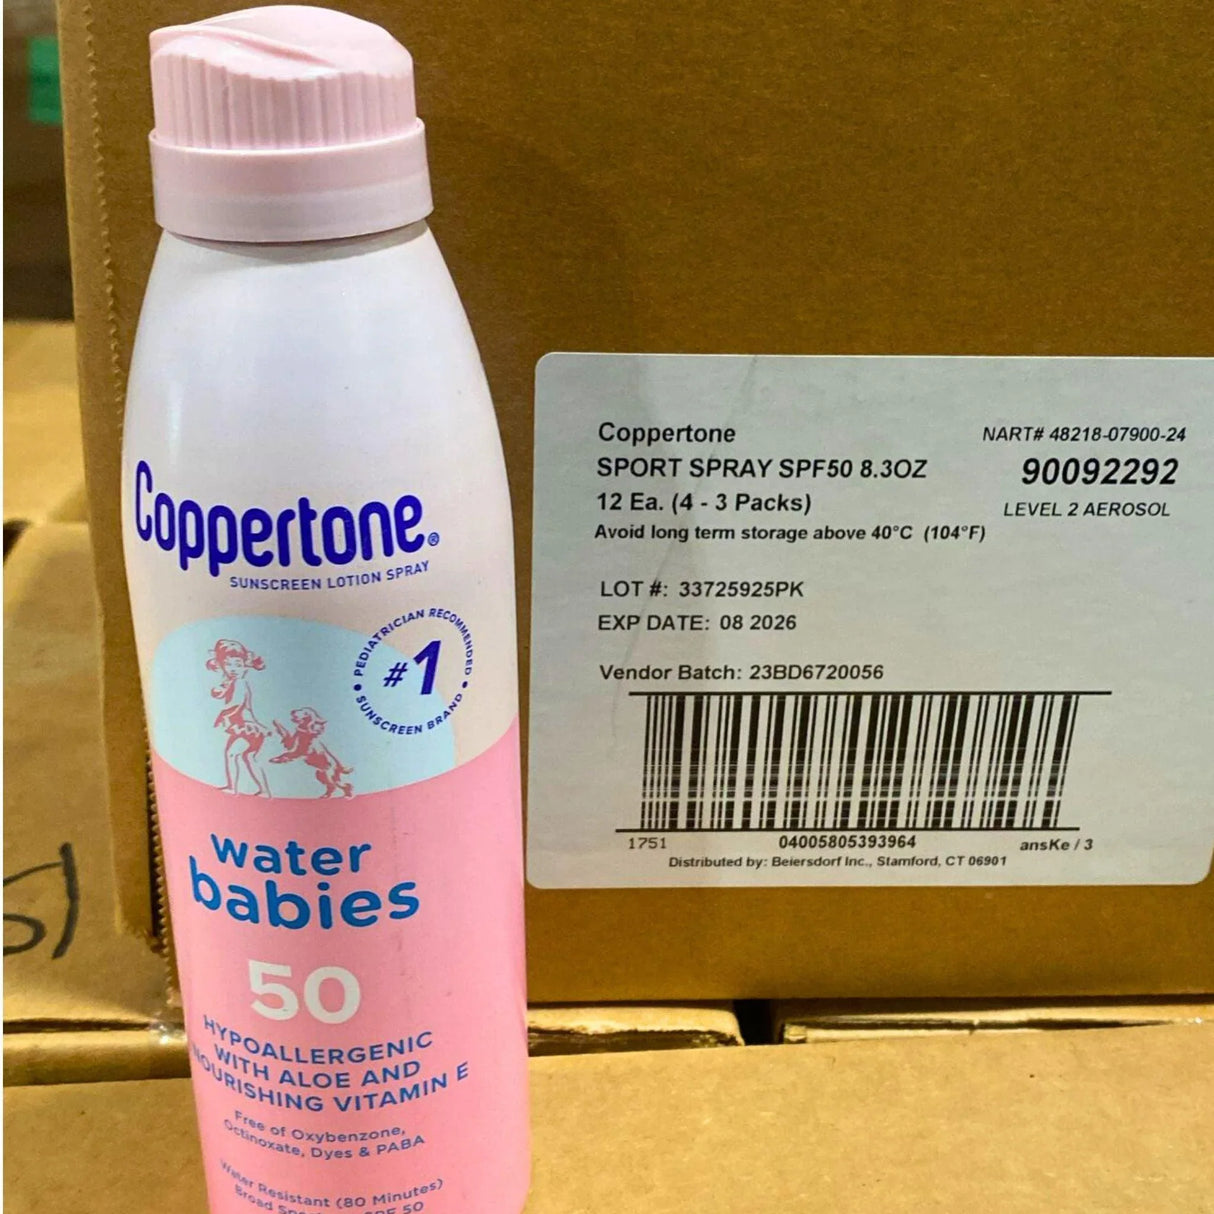 Coppertone®
SUNSCREEN LOTION SPRAY
PEDIATRICIAN RECOMMENDED
#1
SUNSCREEN BRAND
water
babies
50
HYPOALLERGENIC
WITH ALOE AND
NOURISHING VITAMIN E
Free of Oxybenzone,
Octinoxate, Dyes & PABA
Water Resistant (80 Minutes)
Broad SPF 50
Coppertone
SPORT SPRAY SPF50 8.3OZ
12 Ea. (4 - 3 Packs)
Avoid long term storage above 40°C (104°F)
NART# 48218-07900-24
90092292
LEVEL 2 AEROSOL
LOT #: 33725925PK
EXP DATE: 08 2026
Vendor Batch: 23BD6720056
1751 04005805393964 ansKe / 3
Distributed by: Beiersdorf Inc., Stamford, CT 06901